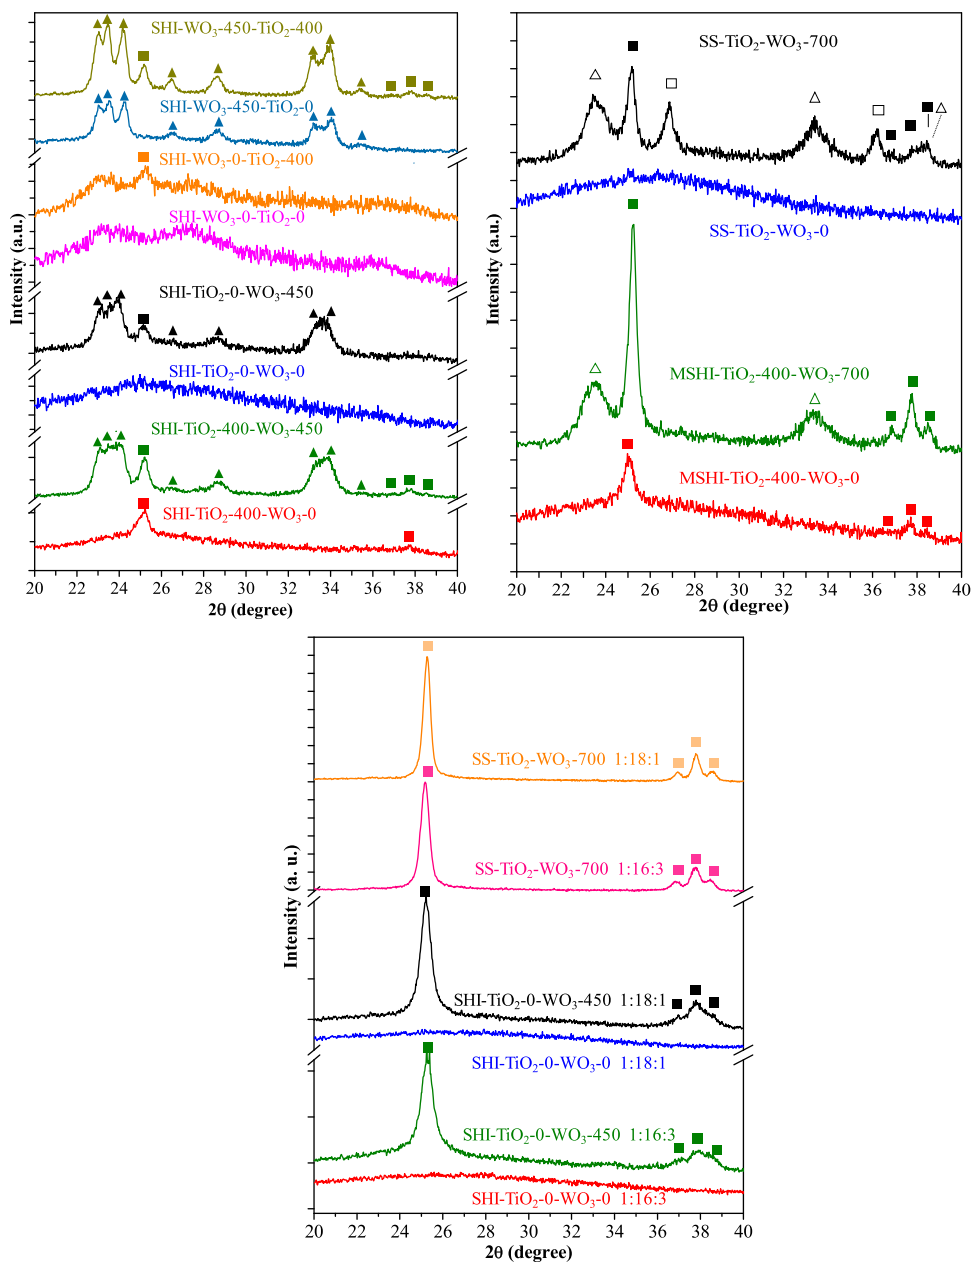 SHI-WO₃-450-TiO₂-400
SHI-WO₃-450-TiO₂-0
SHI-WO₃-0-TiO₂-400
SHI-WO₃-0-TiO₂-0
SHI-TiO₂-0-WO₃-450
SHI-TiO₂-0-WO₃-0
SHI-TiO₂-400-WO₃-450
SHI-TiO₂-400-WO₃-0
Intensity (a.u.)
20 22 24 26 28 30 32 34 36 38 40
2θ (degree)
SS-TiO₂-WO₃-700
SS-TiO₂-WO₃-0
MSHI-TiO₂-400-WO₃-700
MSHI-TiO₂-400-WO₃-0
Intensity (a.u.)
20 22 24 26 28 30 32 34 36 38 40
2θ (degree)
SS-TiO₂-WO₃-700 1:18:1
SS-TiO₂-WO₃-700 1:16:3
SHI-TiO₂-0-WO₃-450 1:18:1
SHI-TiO₂-0-WO₃-0 1:18:1
SHI-TiO₂-0-WO₃-450 1:16:3
SHI-TiO₂-0-WO₃-0 1:16:3
Intensity (a. u.)
20 22 24 26 28 30 32 34 36 38 40
2θ (degree)